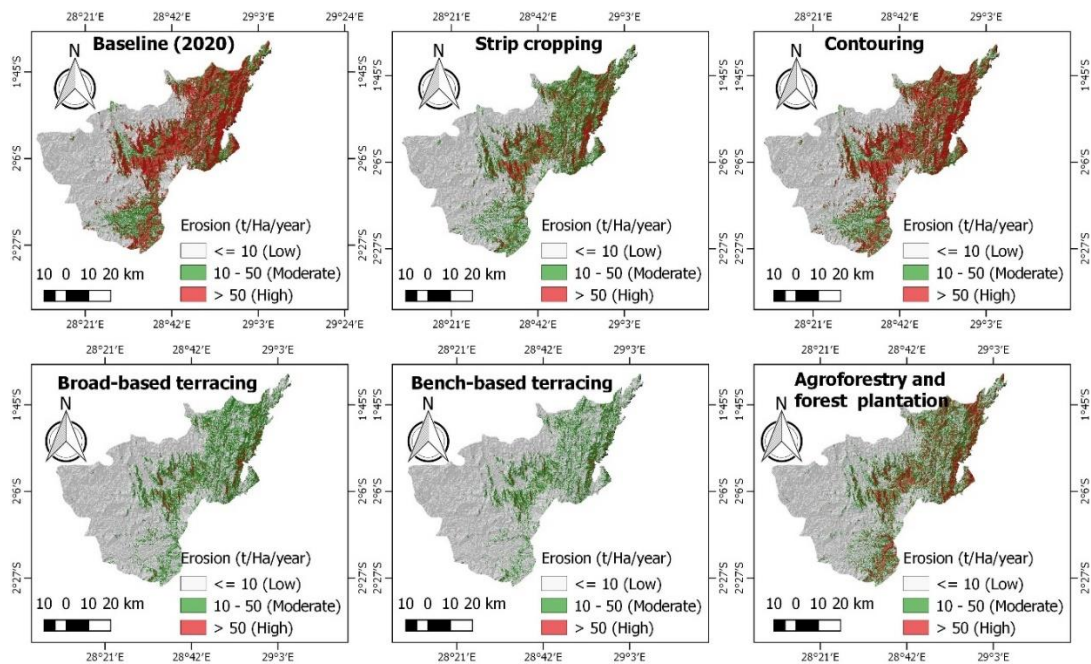 28°21'E 28°42'E 29°3'E 29°24'E
28°21'E 28°42'E 29°3'E
28°21'E 28°42'E 29°3'E
Baseline (2020)
N
1°45'S 2°6'S 2°27'S
1°45'S 2°6'S 2°27'S
Erosion (t/Ha/year)
<= 10 (Low)
10 - 50 (Moderate)
> 50 (High)
10 0 10 20 km
28°21'E 28°42'E 29°3'E 29°24'E
Strip cropping
N
1°45'S 2°6'S 2°27'S
Erosion (t/Ha/year)
<= 10 (Low)
10 - 50 (Moderate)
> 50 (High)
10 0 10 20 km
28°21'E 28°42'E 29°3'E
Contouring
N
1°45'S 2°6'S 2°27'S
Erosion (t/Ha/year)
<= 10 (Low)
10 - 50 (Moderate)
> 50 (High)
10 0 10 20 km
28°21'E 28°42'E 29°3'E
28°21'E 28°42'E 29°3'E
28°21'E 28°42'E 29°3'E
28°21'E 28°42'E 29°3'E
Broad-based terracing
N
1°45'S 2°6'S 2°27'S
Erosion (t/Ha/year)
<= 10 (Low)
10 - 50 (Moderate)
> 50 (High)
10 0 10 20 km
28°21'E 28°42'E 29°3'E
Bench-based terracing
N
1°45'S 2°6'S 2°27'S
Erosion (t/Ha/year)
<= 10 (Low)
10 - 50 (Moderate)
> 50 (High)
10 0 10 20 km
28°21'E 28°42'E 29°3'E
Agroforestry and
forest plantation
N
1°45'S 2°6'S 2°27'S
1°45'S 2°6'S 2°27'S
Erosion (t/Ha/year)
<= 10 (Low)
10 - 50 (Moderate)
> 50 (High)
10 0 10 20 km
28°21'E 28°42'E 29°3'E